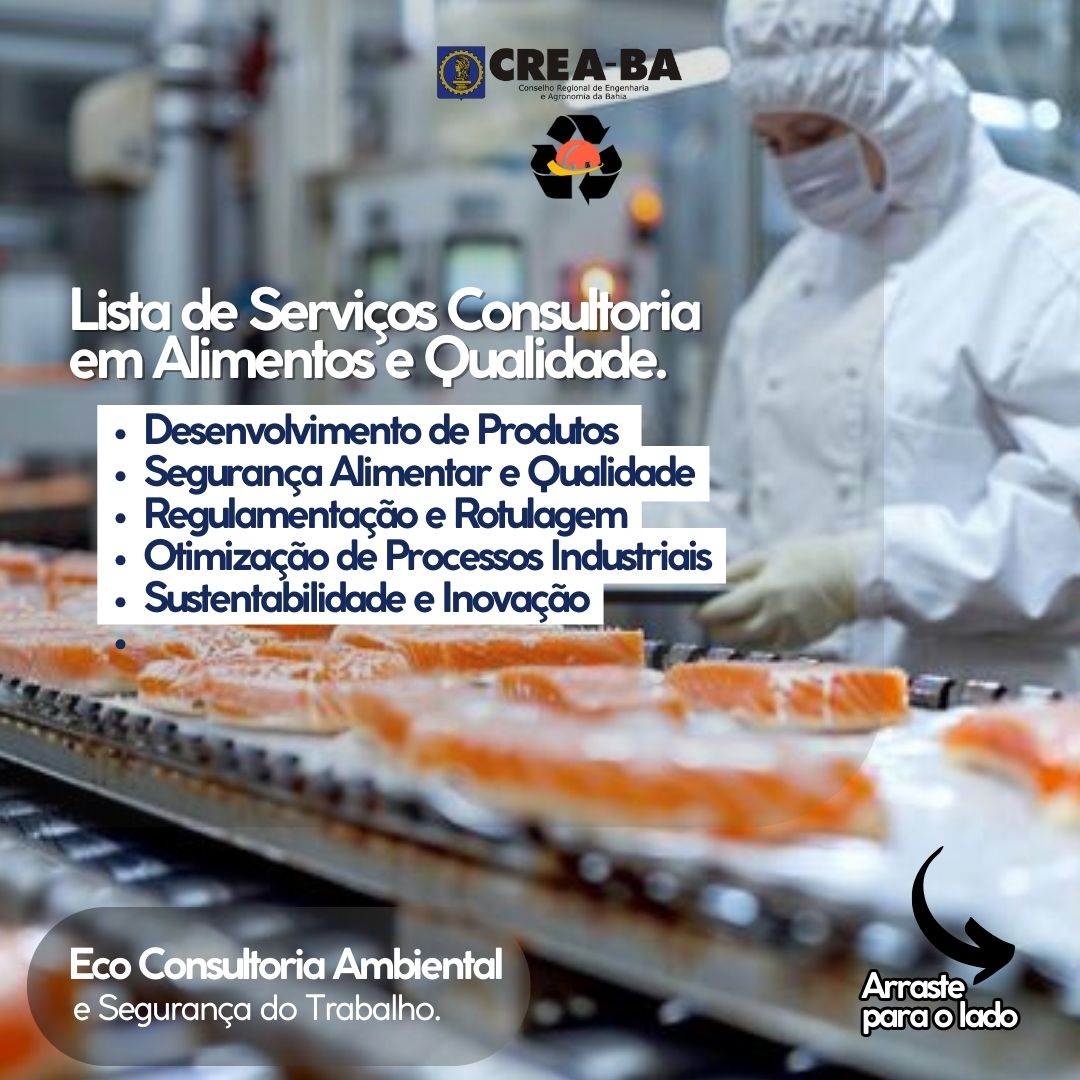 CREA-BA
Conselho Regional de Engenharia
e Agronomia da Bahia
Lista de Serviços Consultoria
em Alimentos e Qualidade.
• Desenvolvimento de Produtos
• Segurança Alimentar e Qualidade
• Regulamentação e Rotulagem
• Otimização de Processos Industriais
• Sustentabilidade e Inovação
•
Eco Consultoria Ambiental
e Segurança do Trabalho.
Arraste
para o lado